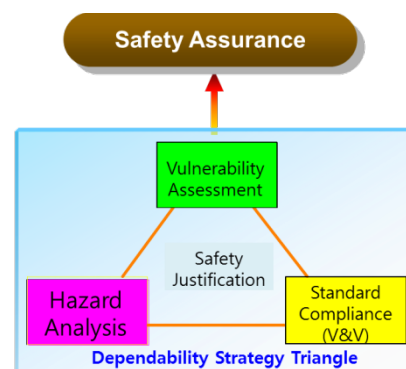 Safety Assurance
Vulnerability
Assessment
Safety
Justification
Hazard
Analysis
Standard
Compliance
(V&V)
Dependability Strategy Triangle